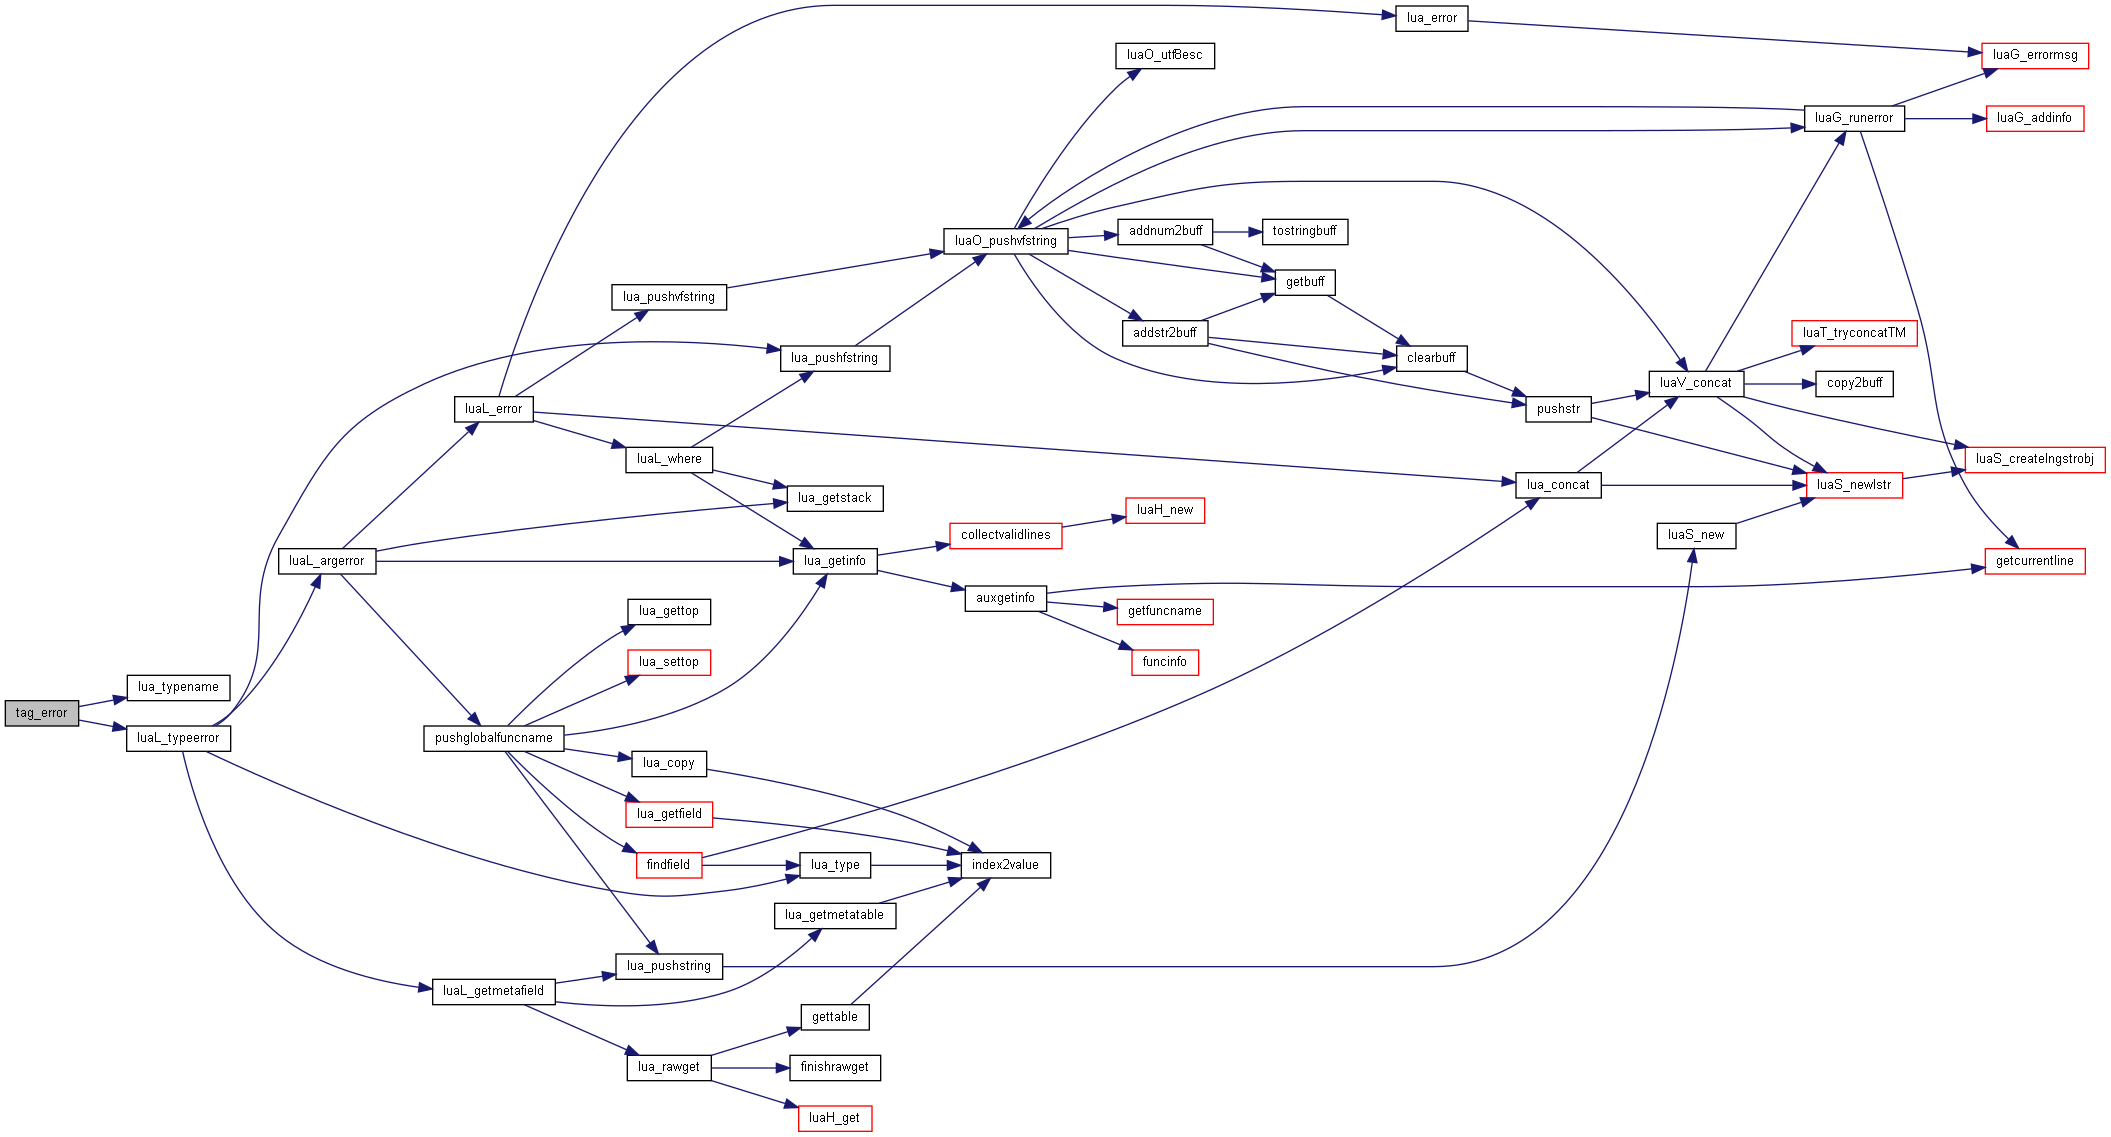 lua_error
luaO_utf8esc
luaG_errormsg
luaG_runerror
luaG_addinfo
addnum2buff
tostringbuff
luaO_pushvfstring
getbuff
lua_pushvfstring
addstr2buff
luaT_tryconcatTM
lua_pushfstring
clearbuff
luaV_concat
copy2buff
luaL_error
pushstr
luaL_where
luaS_createlngstrobj
lua_getstack
lua_concat
luaS_newlstr
luaH_new
collectvalidlines
luaS_new
luaL_argerror
lua_getinfo
getcurrentline
auxgetinfo
lua_gettop
getfuncname
lua_settop
funcinfo
lua_typename
tag_error
luaL_typeerror
pushglobalfuncname
lua_copy
lua_getfield
findfield
lua_type
index2value
lua_getmetatable
lua_pushstring
luaL_getmetafield
gettable
lua_rawget
finishrawget
luaH_get